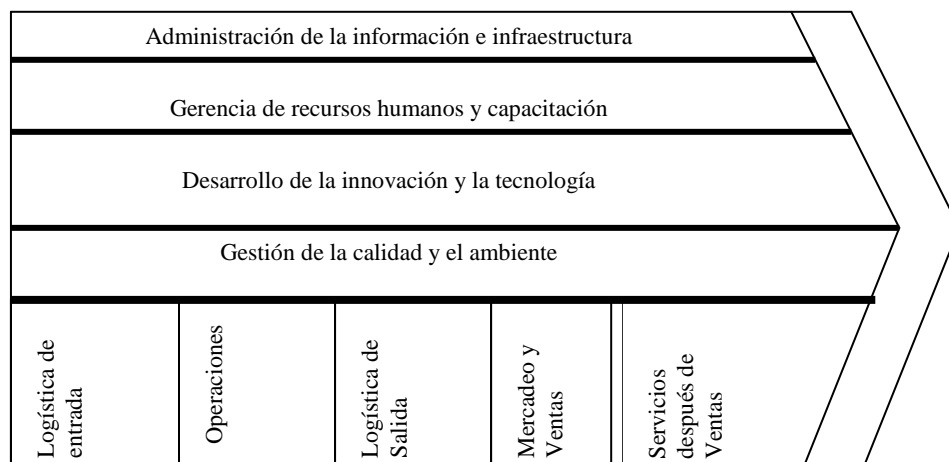 Administración de la información e infraestructura
Gerencia de recursos humanos y capacitación
Desarrollo de la innovación y la tecnología
Gestión de la calidad y el ambiente
Logística de
entrada
Operaciones
Logística de
Salida
Mercadeo y
Ventas
Servicios
después de
Ventas